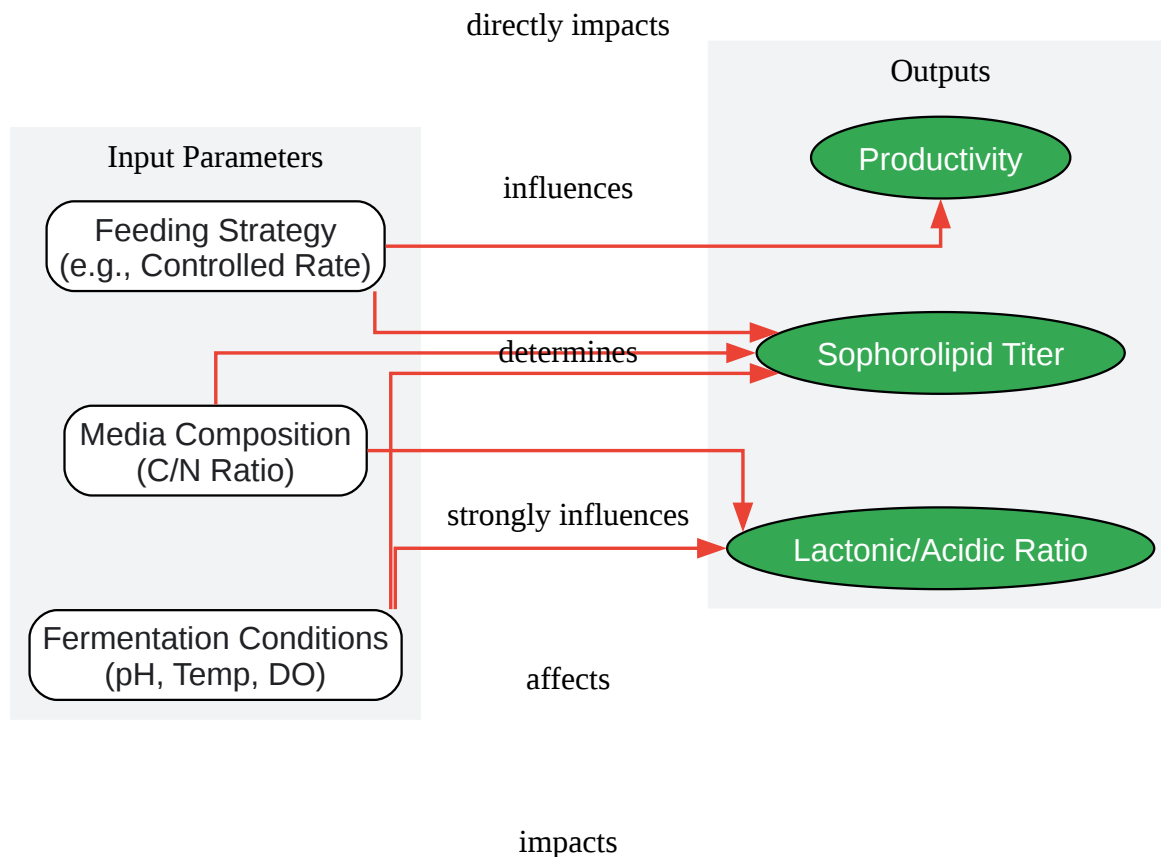 directly impacts
Outputs
Input Parameters
Productivity
influences
Feeding Strategy
(e.g., Controlled Rate)
determines
Sophorolipid Titer
Media Composition
(C/N Ratio)
strongly influences
Lactonic/Acidic Ratio
Fermentation Conditions
(pH, Temp, DO)
affects
impacts